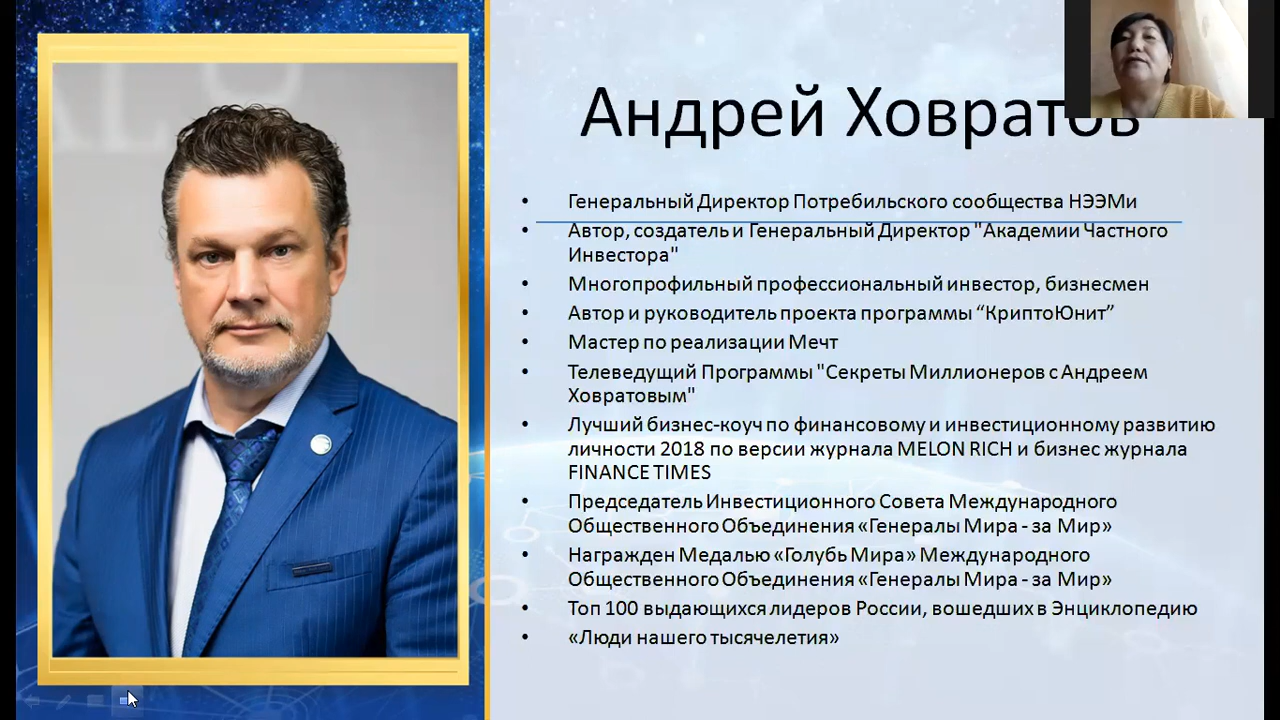 Андрей Ховратов
• Генеральный Директор Потребильского сообщества НЭЭМи
• Автор, создатель и Генеральный Директор "Академии Частного
Инвестора"
• Многопрофильный профессиональный инвестор, бизнесмен
• Автор и руководитель проекта программы “КриптоЮнит”
• Мастер по реализации Мечт
• Телеведущий Программы "Секреты Миллионеров с Андреем
Ховратовым"
• Лучший бизнес-коуч по финансовому и инвестиционному развитию
личности 2018 по версии журнала MELON RICH и бизнес журнала
FINANCE TIMES
• Председатель Инвестиционного Совета Международного
Общественного Объединения «Генералы Мира - за Мир»
• Награжден Медалью «Голубь Мира» Международного
Общественного Объединения «Генералы Мира - за Мир»
• Топ 100 выдающихся лидеров России, вошедших в Энциклопедию
• «Люди нашего тысячелетия»